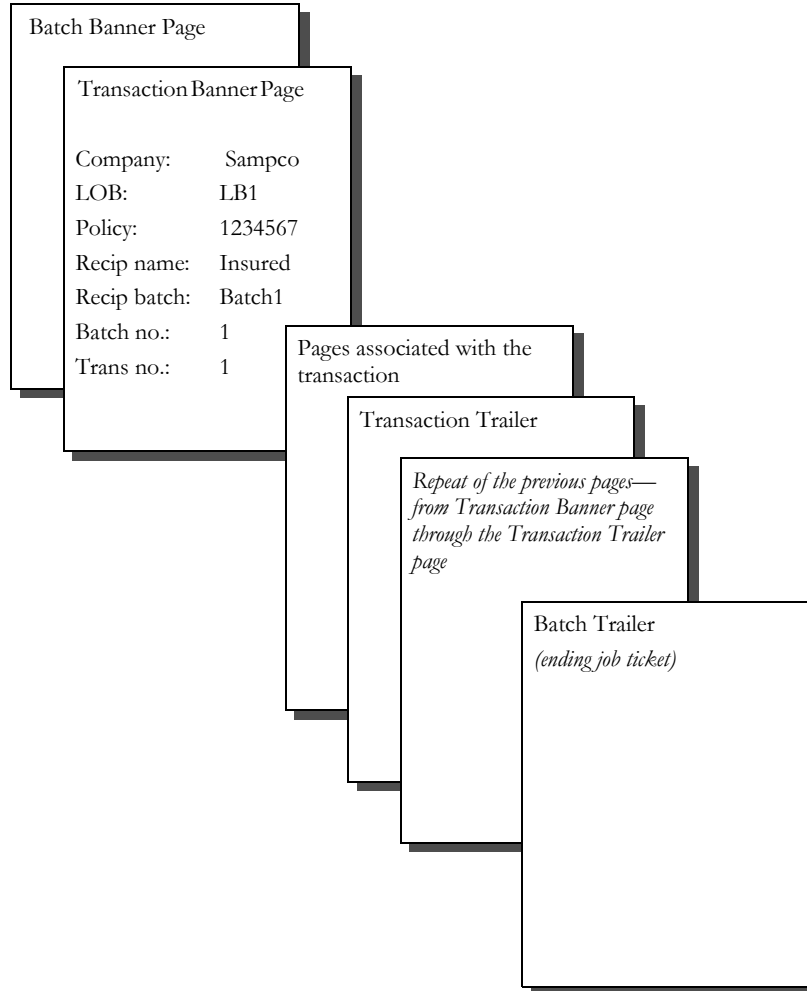 Batch Banner Page
Transaction Banner Page
Company: Sampco
LOB: LB1
Policy: 1234567
Recip name: Insured
Recip batch: Batch1
Batch no.: 1
Trans no.: 1
Pages associated with the
transaction
Transaction Trailer
Repeat of the previous pages—
from Transaction Banner page
through the Transaction Trailer
page
Batch Trailer
(ending job ticket)